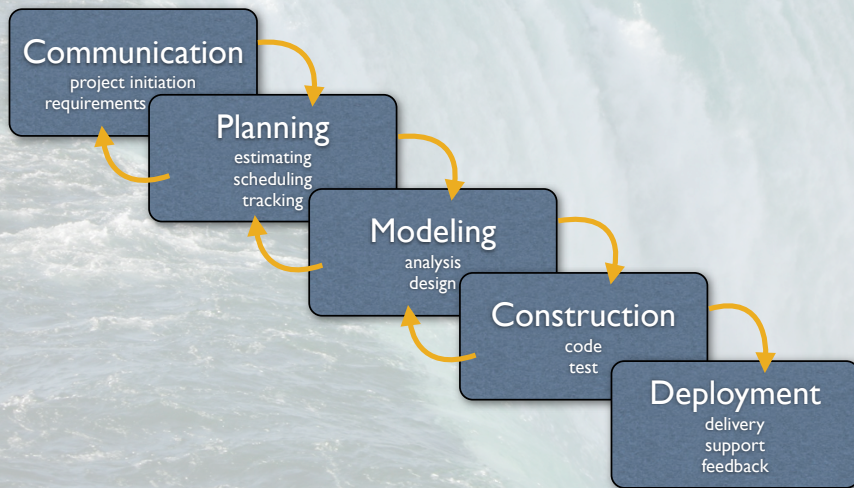 Communication
project initiation
requirements
Planning
estimating
scheduling
tracking
Modeling
analysis
design
Construction
code
test
Deployment
delivery
support
feedback